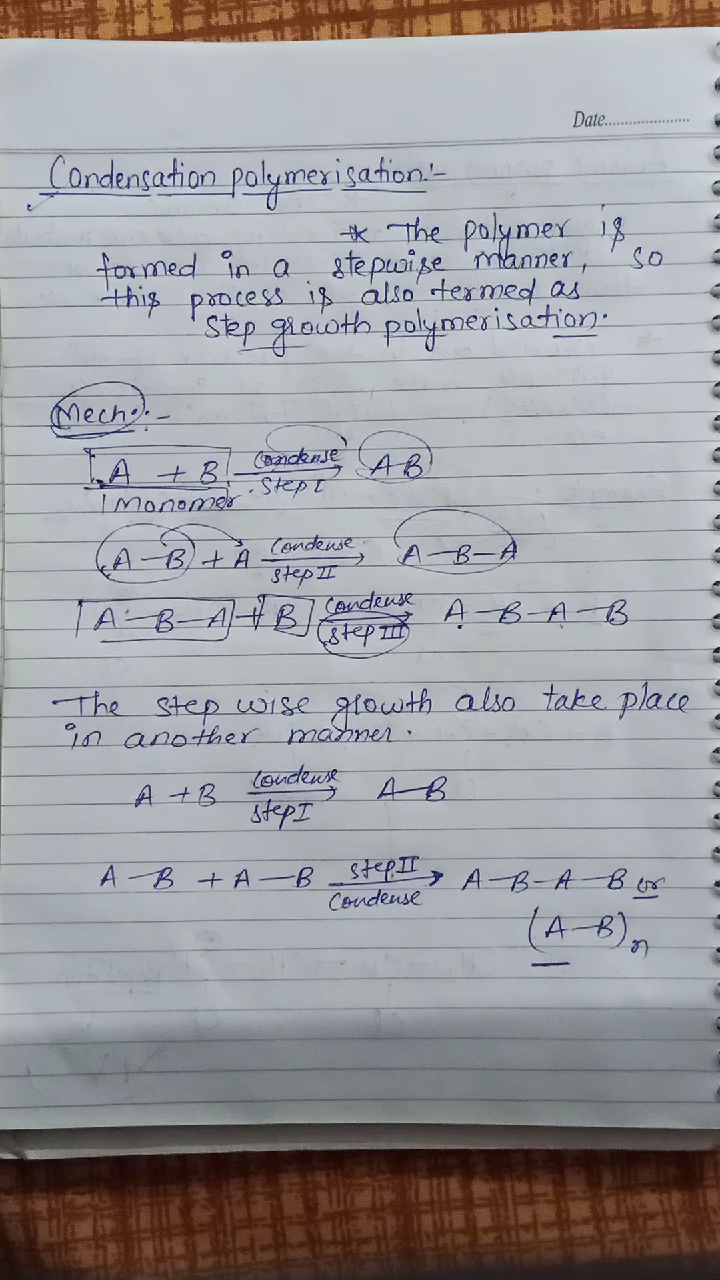 Date.....................
Condensation polymerisation:-
* The polymer is
formed in a stepwise manner, so
this process is also termed as
step growth polymerisation.
Mech:-
A + B condense → AB
1 Monomer. Step I
A-B + A condense → A-B-A
step II
A-B-A + B condense → A-B-A-B
step III
The step wise growth also take place
in another manner.
A + B condense → A-B
step I
A-B + A-B step II → A-B-A-B or
condense
(A-B)n